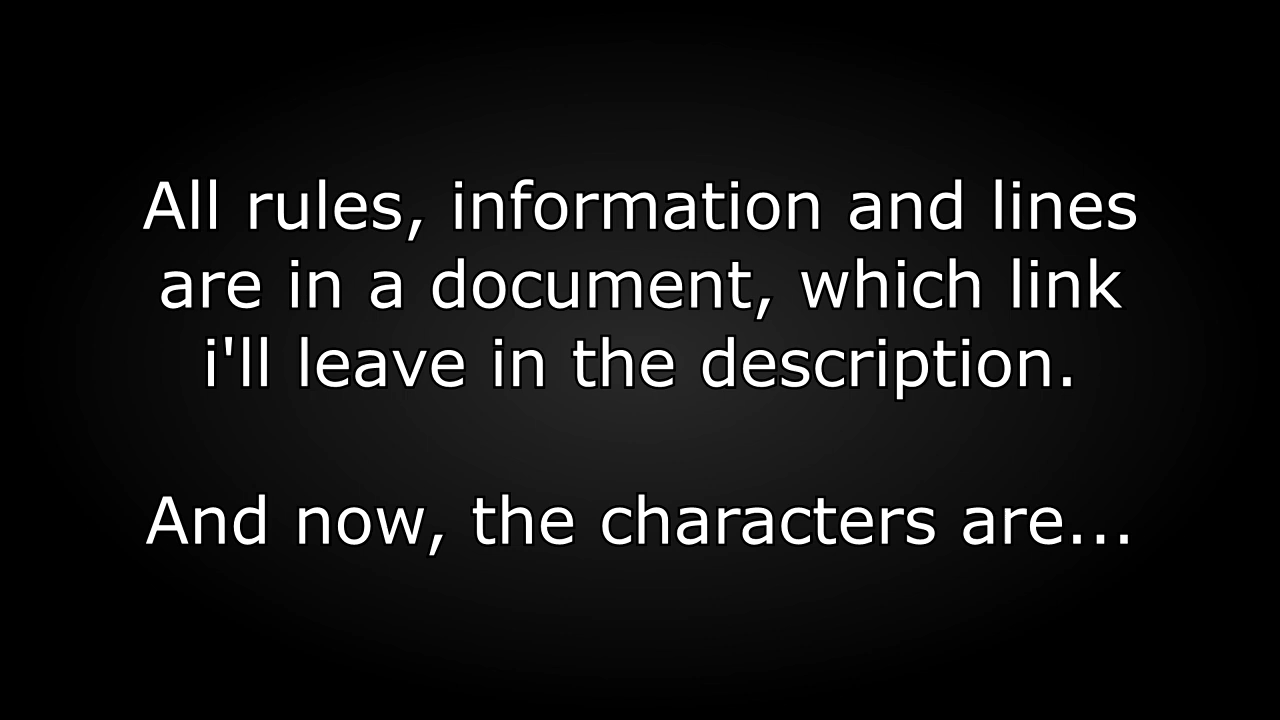 All rules, information and lines
are in a document, which link
i'll leave in the description.
And now, the characters are...